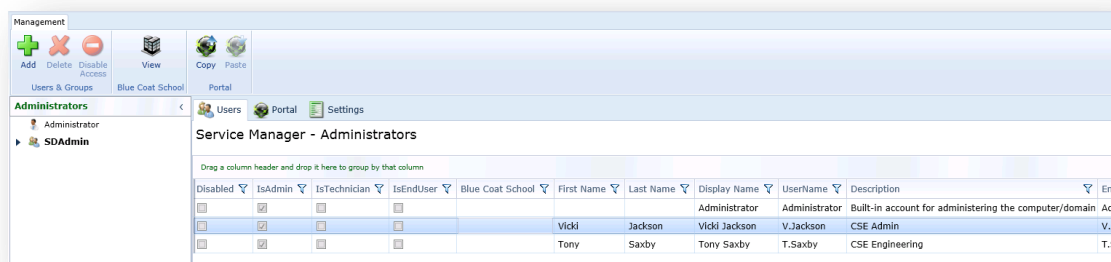 Management
Add Delete Disable Access View Copy Paste
Users & Groups Blue Coat School Portal
Administrators
Administrator
SDAdmin
Users Portal Settings
Service Manager - Administrators
Drag a column header and drop it here to group by that column
Disabled IsAdmin IsTechnician IsEndUser Blue Coat School First Name Last Name Display Name UserName Description
Administrator Administrator Built-in account for administering the computer/domain
Vicki Jackson Vicki Jackson V.Jackson CSE Admin
Tony Saxby Tony Saxby T.Saxby CSE Engineering